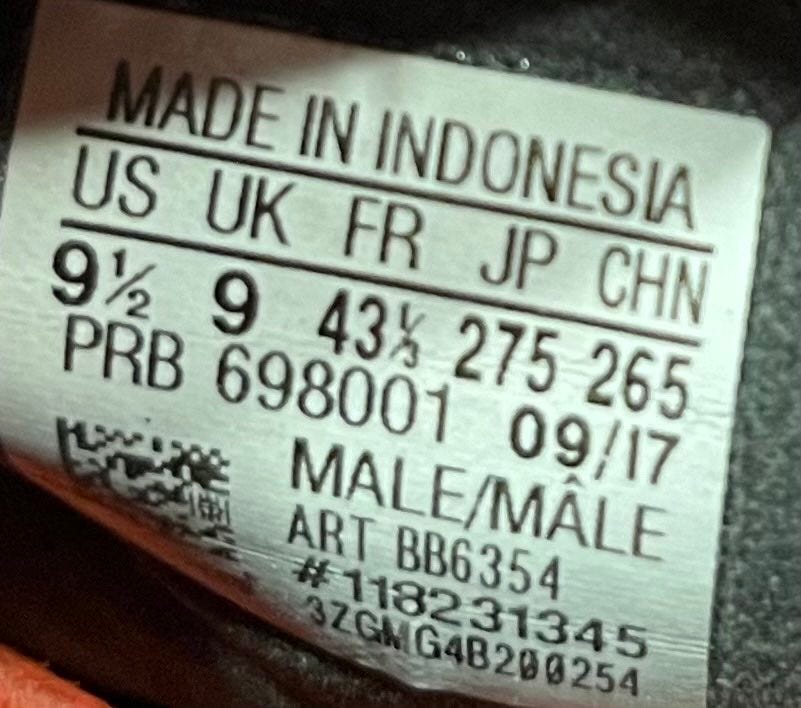 MADE IN INDONESIA
US UK FR JP CHN
9½ 9 43⅓ 275 265
PRB 698001 09/17
MALE/MÂLE
ART BB6354
#118231345
3ZGMG4B200254